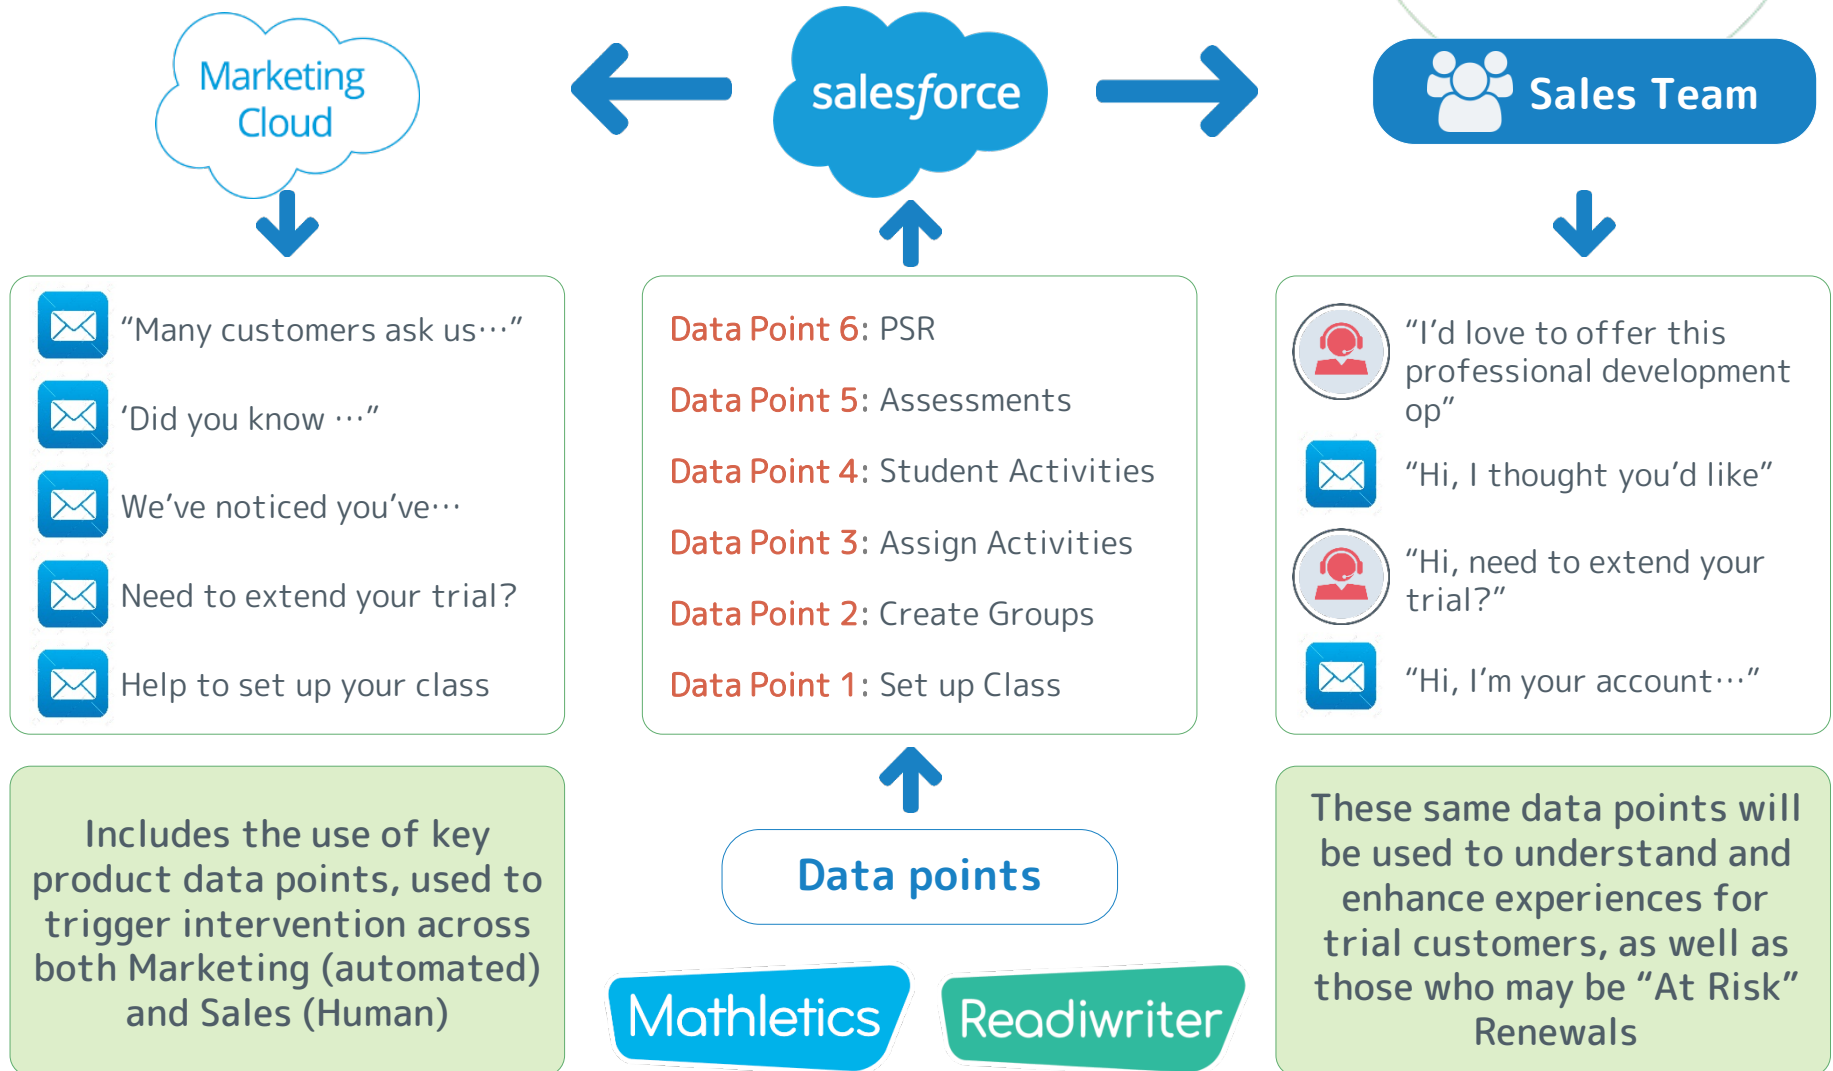 Marketing
Cloud
salesforce
Sales Team
“Many customers ask us···”
‘Did you know ···”
We’ve noticed you’ve···
Need to extend your trial?
Help to set up your class
Data Point 6: PSR
Data Point 5: Assessments
Data Point 4: Student Activities
Data Point 3: Assign Activities
Data Point 2: Create Groups
Data Point 1: Set up Class
“I’d love to offer this
professional development
op”
“Hi, I thought you’d like”
“Hi, need to extend your
trial?”
“Hi, I’m your account···”
Includes the use of key
product data points, used to
trigger intervention across
both Marketing (automated)
and Sales (Human)
Data points
Mathletics
Readiwriter
These same data points will
be used to understand and
enhance experiences for
trial customers, as well as
those who may be “At Risk”
Renewals